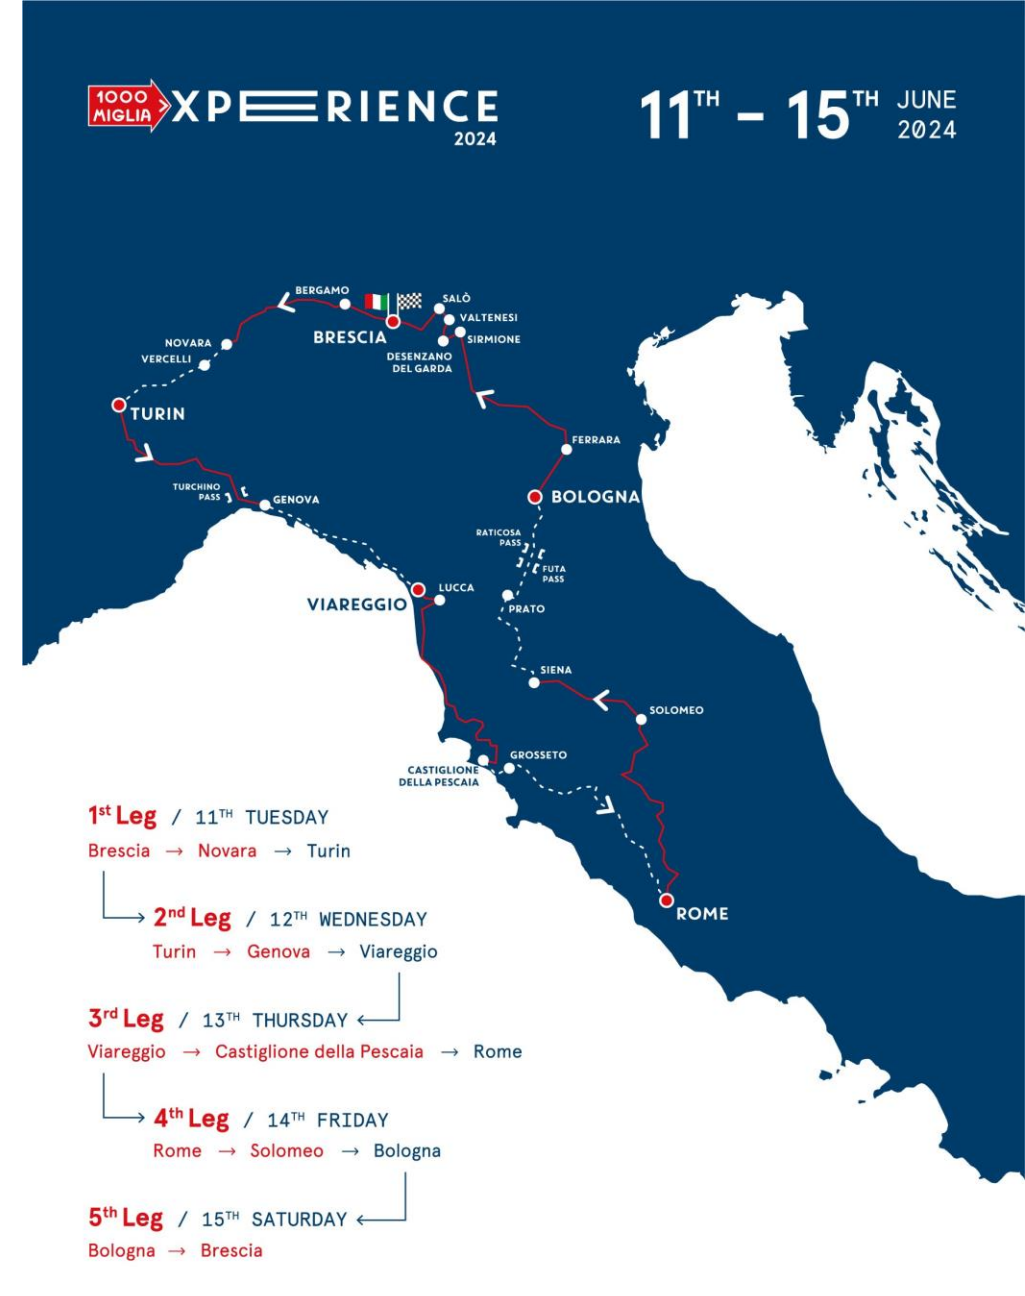 1000
MIGLIA
XPERIENCE
2024
11TH – 15TH JUNE
2024
BERGAMO
BRESCIA
SALÒ
VALTENESI
SIRMIONE
DESENZANO
DEL GARDA
NOVARA
VERCELLI
TURIN
TURCHINO
PASS
GENOVA
FERRARA
BOLOGNA
RATICOSA
PASS
FUTA
PASS
PRATO
LUCCA
VIAREGGIO
SIENA
SOLOMEO
GROSSETO
CASTIGLIONE
DELLA PESCAIA
ROME
1st Leg / 11TH TUESDAY
Brescia → Novara → Turin
2nd Leg / 12TH WEDNESDAY
Turin → Genova → Viareggio
3rd Leg / 13TH THURSDAY
Viareggio → Castiglione della Pescaia → Rome
4th Leg / 14TH FRIDAY
Rome → Solomeo → Bologna
5th Leg / 15TH SATURDAY
Bologna → Brescia